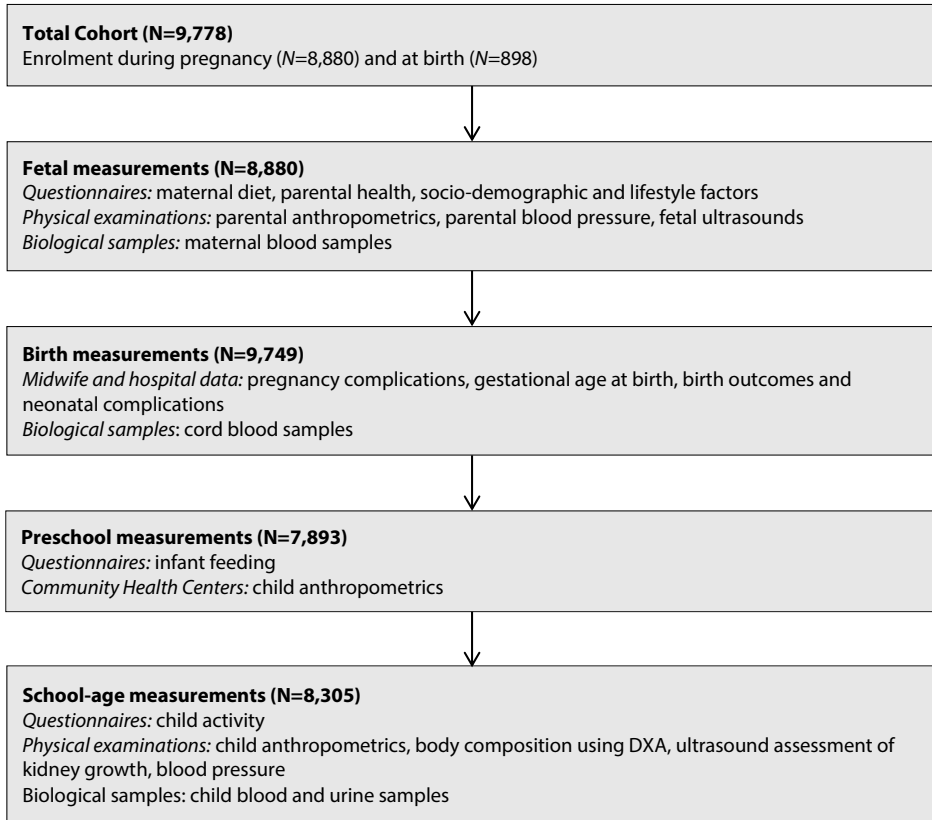 Total Cohort (N=9,778)
Enrolment during pregnancy (N=8,880) and at birth (N=898)
Fetal measurements (N=8,880)
Questionnaires: maternal diet, parental health, socio-demographic and lifestyle factors
Physical examinations: parental anthropometrics, parental blood pressure, fetal ultrasounds
Biological samples: maternal blood samples
Birth measurements (N=9,749)
Midwife and hospital data: pregnancy complications, gestational age at birth, birth outcomes and
neonatal complications
Biological samples: cord blood samples
Preschool measurements (N=7,893)
Questionnaires: infant feeding
Community Health Centers: child anthropometrics
School-age measurements (N=8,305)
Questionnaires: child activity
Physical examinations: child anthropometrics, body composition using DXA, ultrasound assessment of
kidney growth, blood pressure
Biological samples: child blood and urine samples